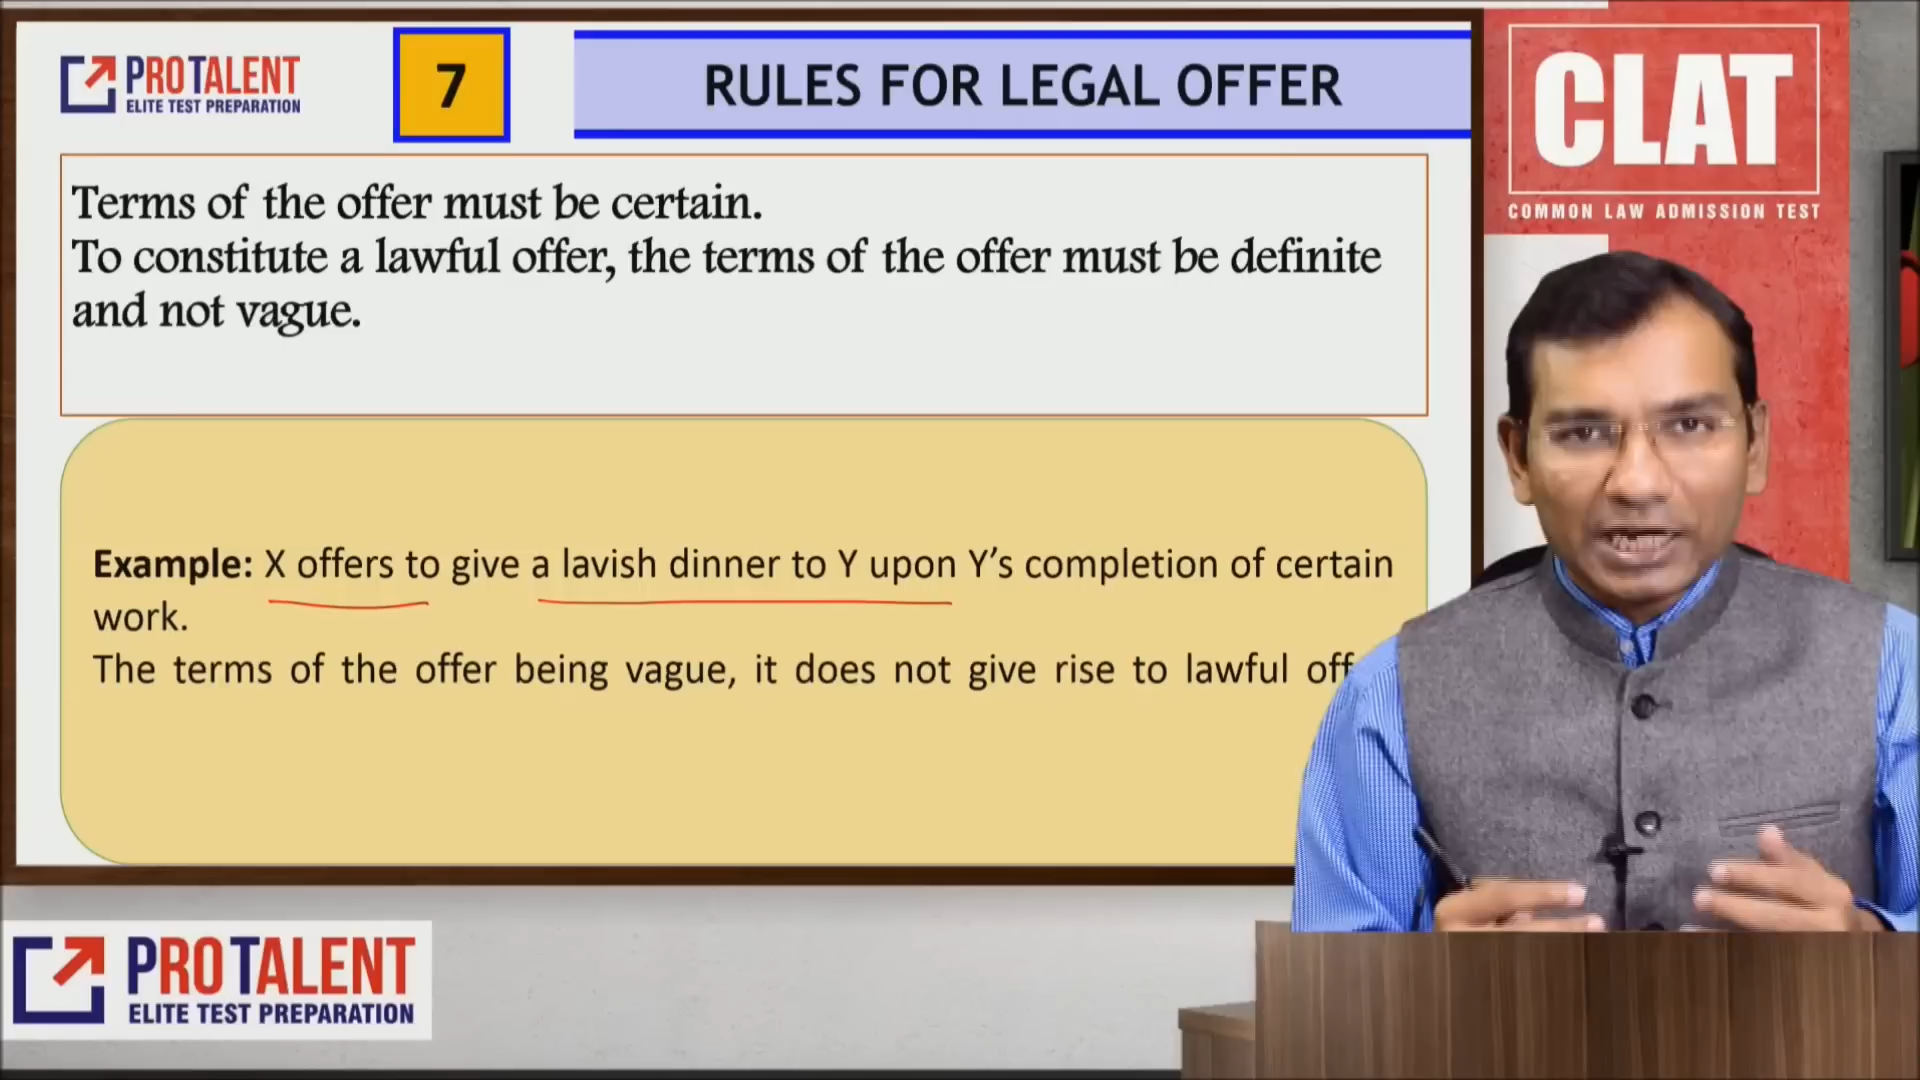 PROTALENT
ELITE TEST PREPARATION
7
RULES FOR LEGAL OFFER
CLAT
COMMON LAW ADMISSION TEST
Terms of the offer must be certain.
To constitute a lawful offer, the terms of the offer must be definite
and not vague.
Example: X offers to give a lavish dinner to Y upon Y's completion of certain
work.
The terms of the offer being vague, it does not give rise to lawful
PROTALENT
ELITE TEST PREPARATION